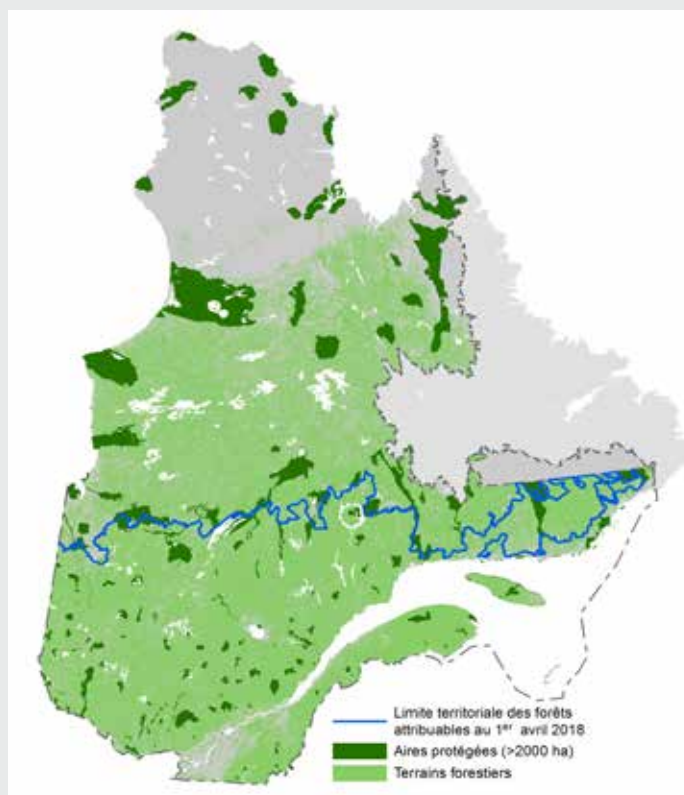 Limite territoriale des forêts
attribuables au 1er avril 2018
Aires protégées (>2000 ha)
Terrains forestiers